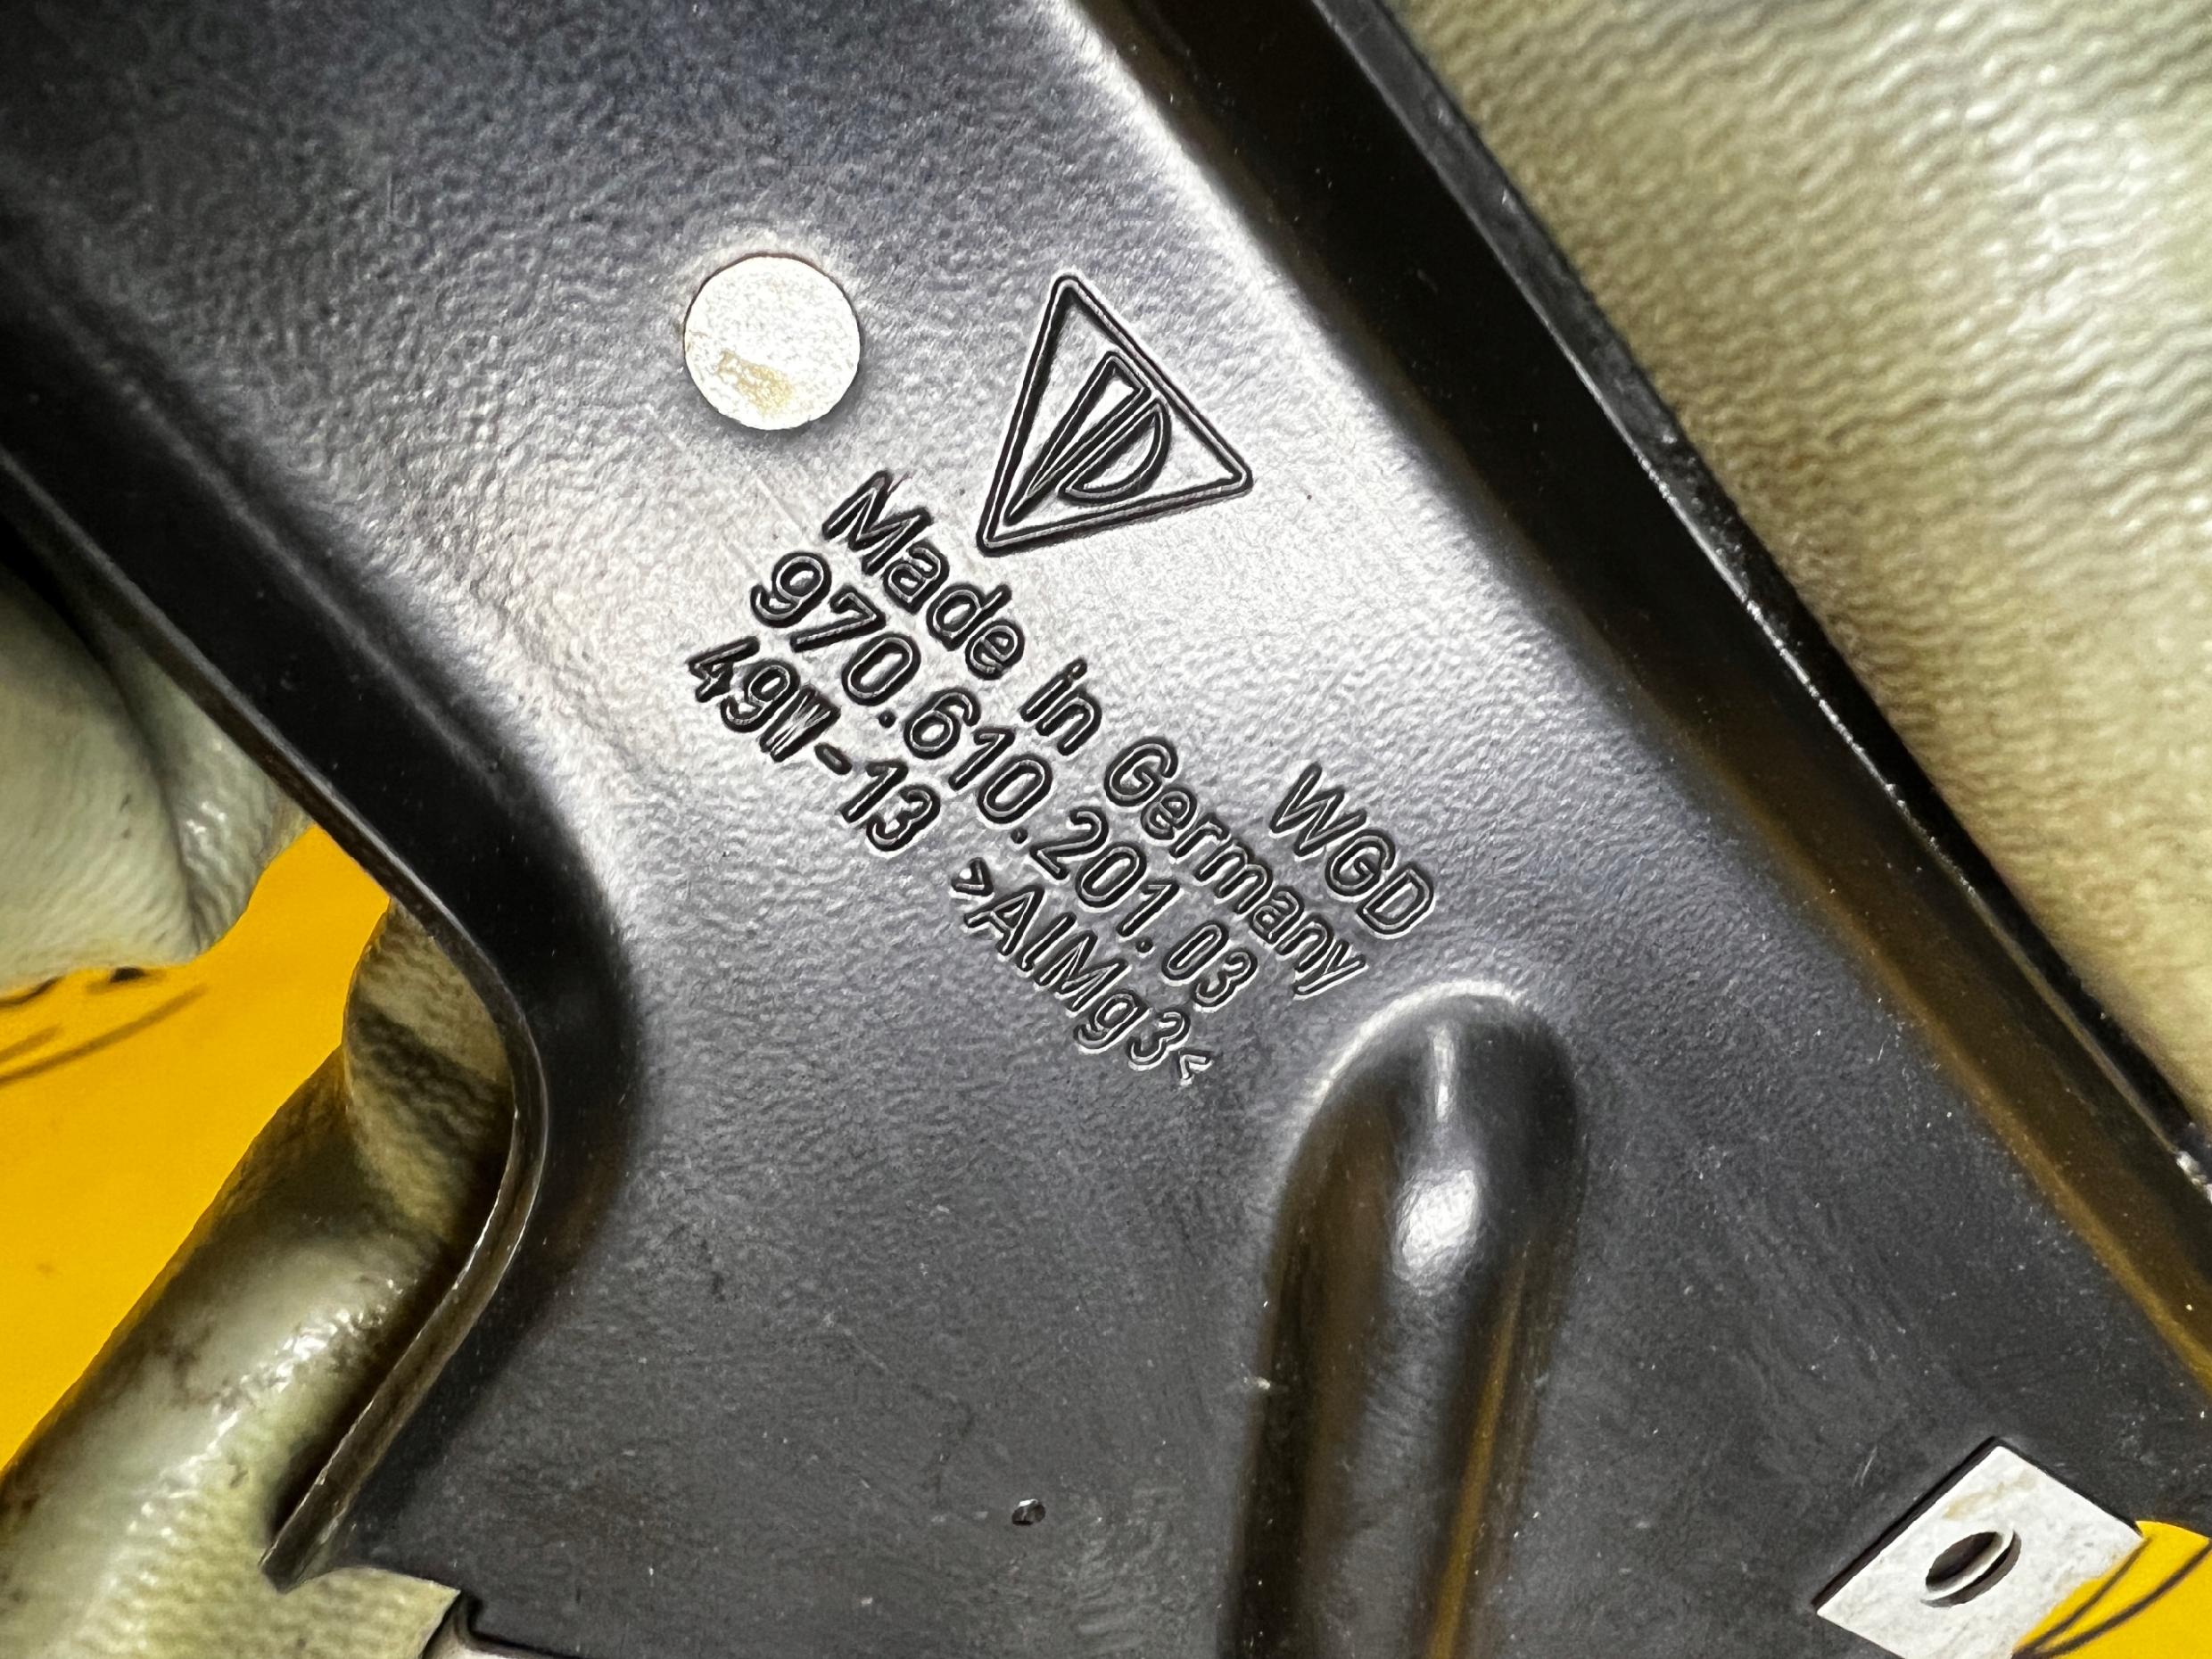 WGD
Made in Germany
970.610.201.03
49W-13 >AlMg3<